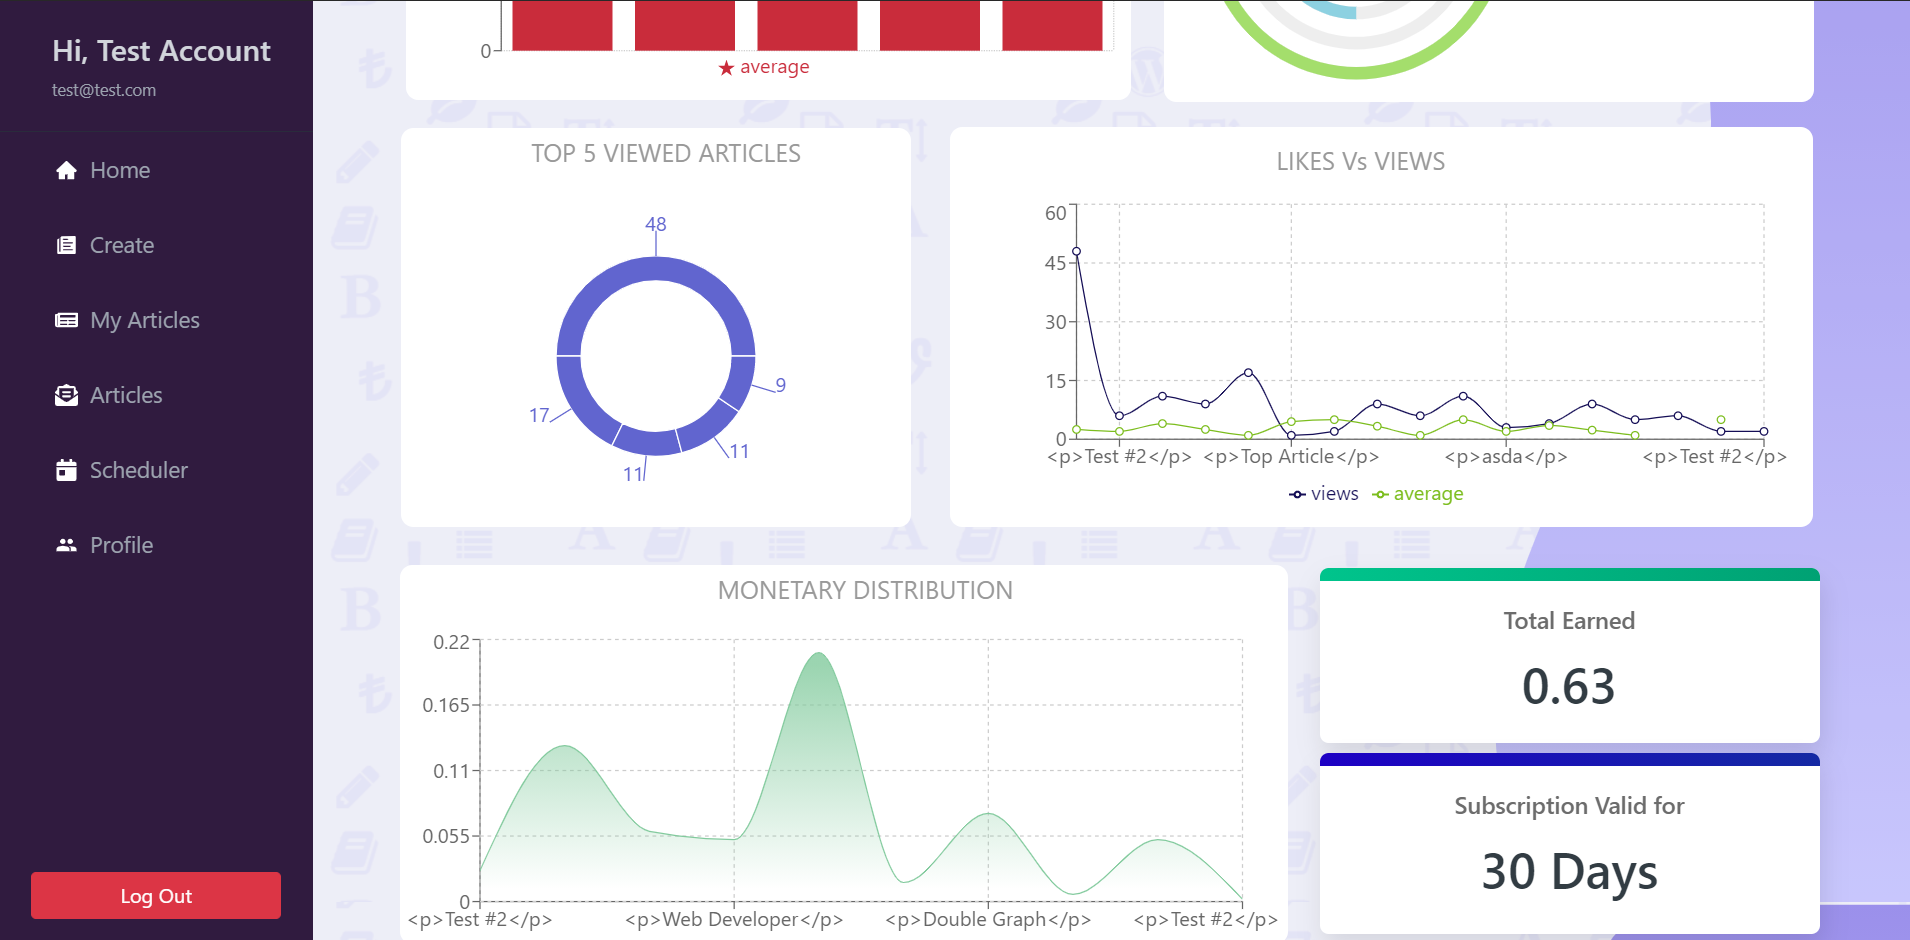 Hi, Test Account
test@test.com
Home
Create
My Articles
Articles
Scheduler
Profile
Log Out
0
★ average
TOP 5 VIEWED ARTICLES
48
9
17
11
11
LIKES Vs VIEWS
60
45
30
15
0
<p>Test #2</p> <p>Top Article</p> <p>asda</p> <p>Test #2</p>
views average
MONETARY DISTRIBUTION
0.22
0.165
0.11
0.055
0
<p>Test #2</p> <p>Web Developer</p> <p>Double Graph</p> <p>Test #2</p>
Total Earned
0.63
Subscription Valid for
30 Days